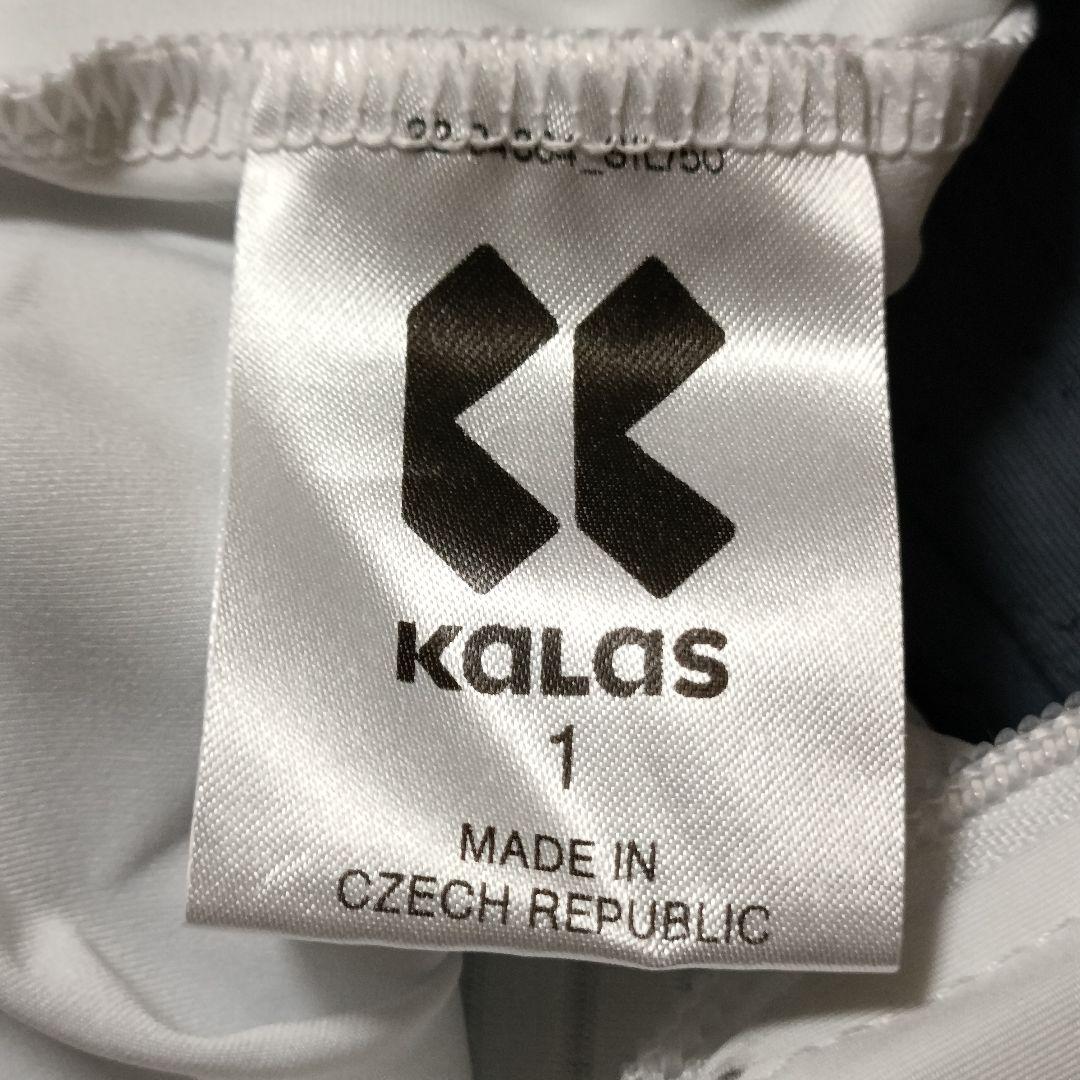 KaLas
1
MADE IN
CZECH REPUBLIC